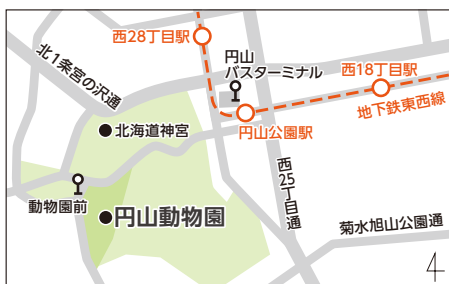 西28丁目駅
北1条宮の沢通
円山
バスターミナル
西18丁目駅
地下鉄東西線
北海道神宮
円山公園駅
西25丁目通
動物園前
円山動物園
菊水旭山公園通
4